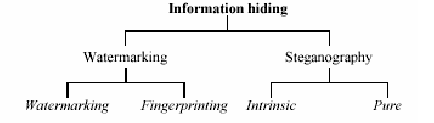 Information hiding
Watermarking Steganography
Watermarking Fingerprinting Intrinsic Pure